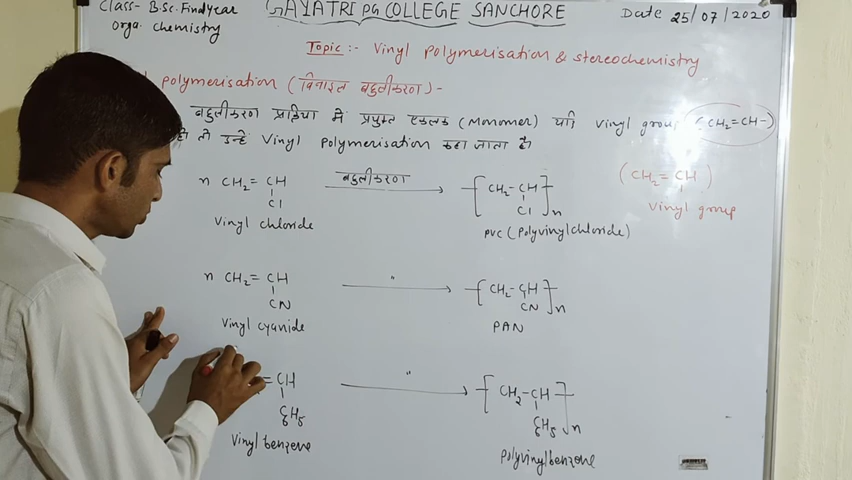 Class- B.Sc. Final year GAYATRI PG COLLEGE SANCHORE Date 25/07/2020
Orga. chemistry
Topic :- Vinyl polymerisation & stereochemistry
polymerisation (विनाइल बहुलीकरण) -
बहुलीकरण प्रक्रिया में प्रयुक्त एकलक (Monomer) यदि Vinyl group (CH2=CH-)
तो उन्हें Vinyl Polymerisation कहा जाता है।
n CH2=CH बहुलीकरण -[CH2-CH]-n (CH2=CH)
Cl Cl Vinyl group
Vinyl chloride PVC (Polyvinylchloride)
n CH2=CH " -[CH2-CH]-n
CN CN
Vinyl cyanide PAN
=CH " -[CH2-CH]-n
C6H5 C6H5
Vinyl benzene Polyvinylbenzene